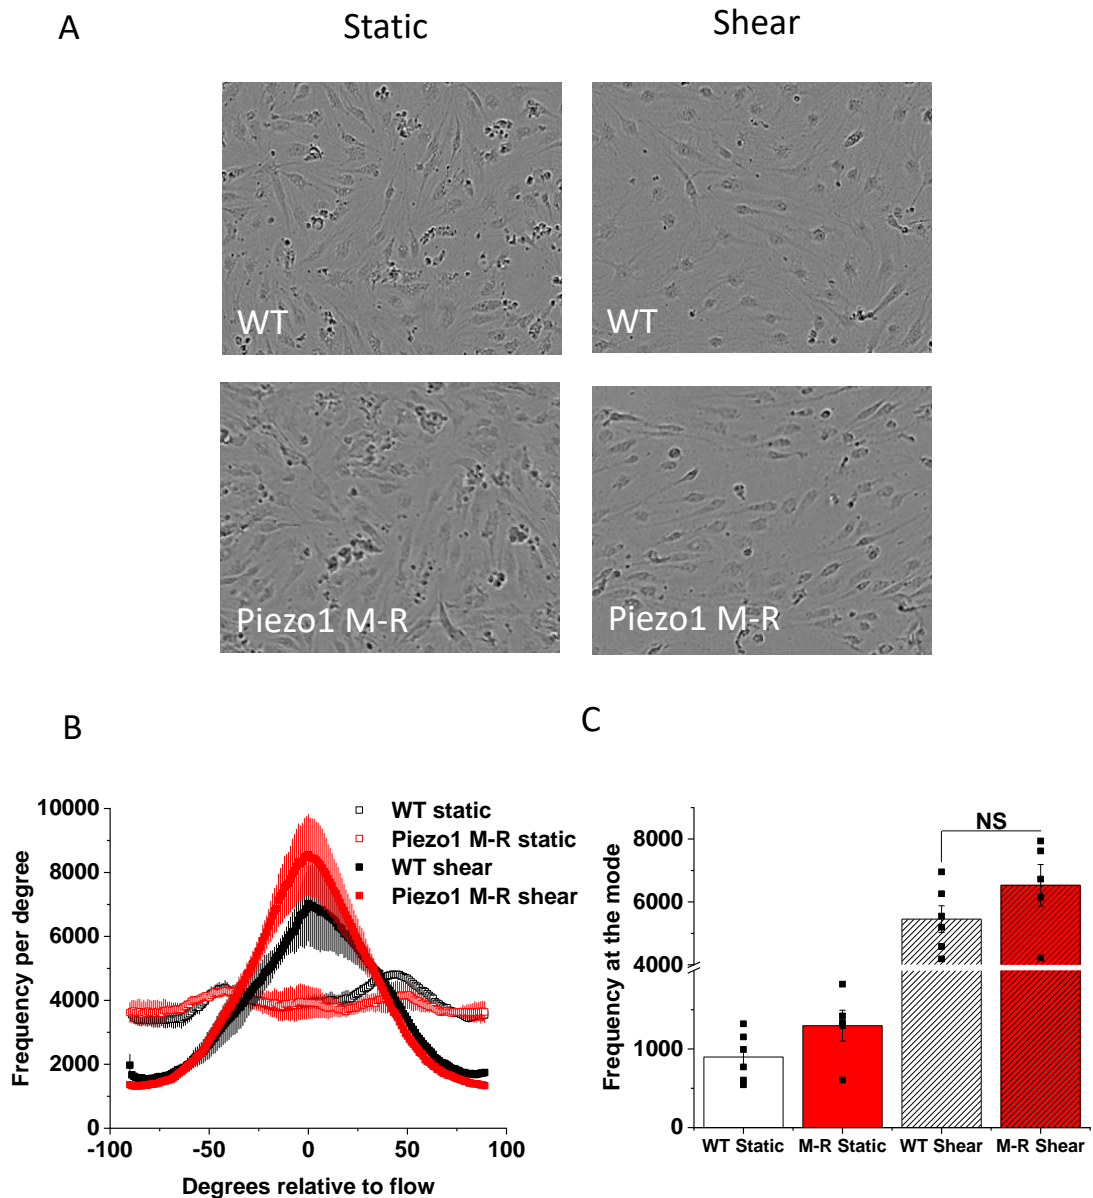 A
Static
Shear
WT
WT
Piezo1 M-R
Piezo1 M-R
B
10000
8000
6000
4000
2000
0
-100
-50
0
50
100
Frequency per degree
Degrees relative to flow
WT static
Piezo1 M-R static
WT shear
Piezo1 M-R shear
C
8000
6000
4000
1000
0
Frequency at the mode
NS
WT Static
M-R Static
WT Shear
M-R Shear